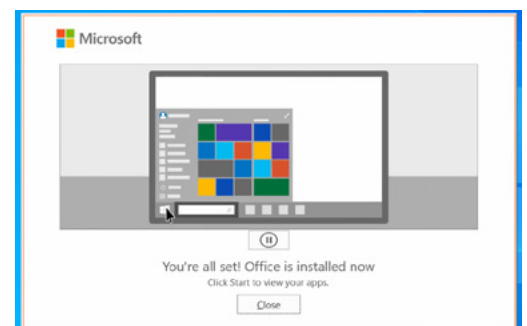 Microsoft
You're all set! Office is installed now
Click Start to view your apps.
Close